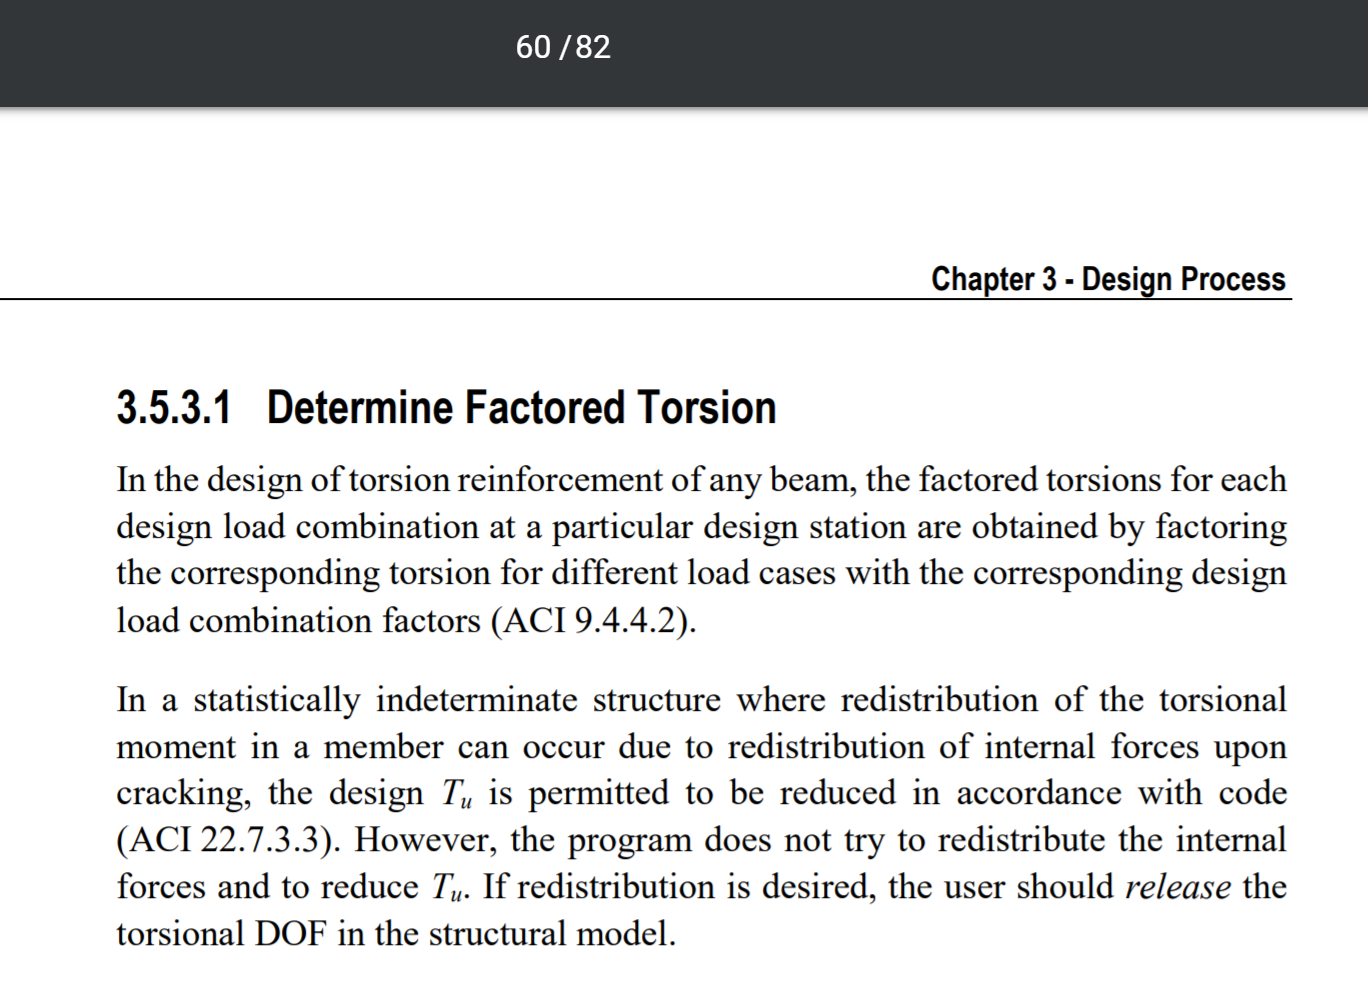 60 / 82
Chapter 3 - Design Process
3.5.3.1 Determine Factored Torsion
In the design of torsion reinforcement of any beam, the factored torsions for each
design load combination at a particular design station are obtained by factoring
the corresponding torsion for different load cases with the corresponding design
load combination factors (ACI 9.4.4.2).
In a statistically indeterminate structure where redistribution of the torsional
moment in a member can occur due to redistribution of internal forces upon
cracking, the design Tu is permitted to be reduced in accordance with code
(ACI 22.7.3.3). However, the program does not try to redistribute the internal
forces and to reduce Tu. If redistribution is desired, the user should release the
torsional DOF in the structural model.